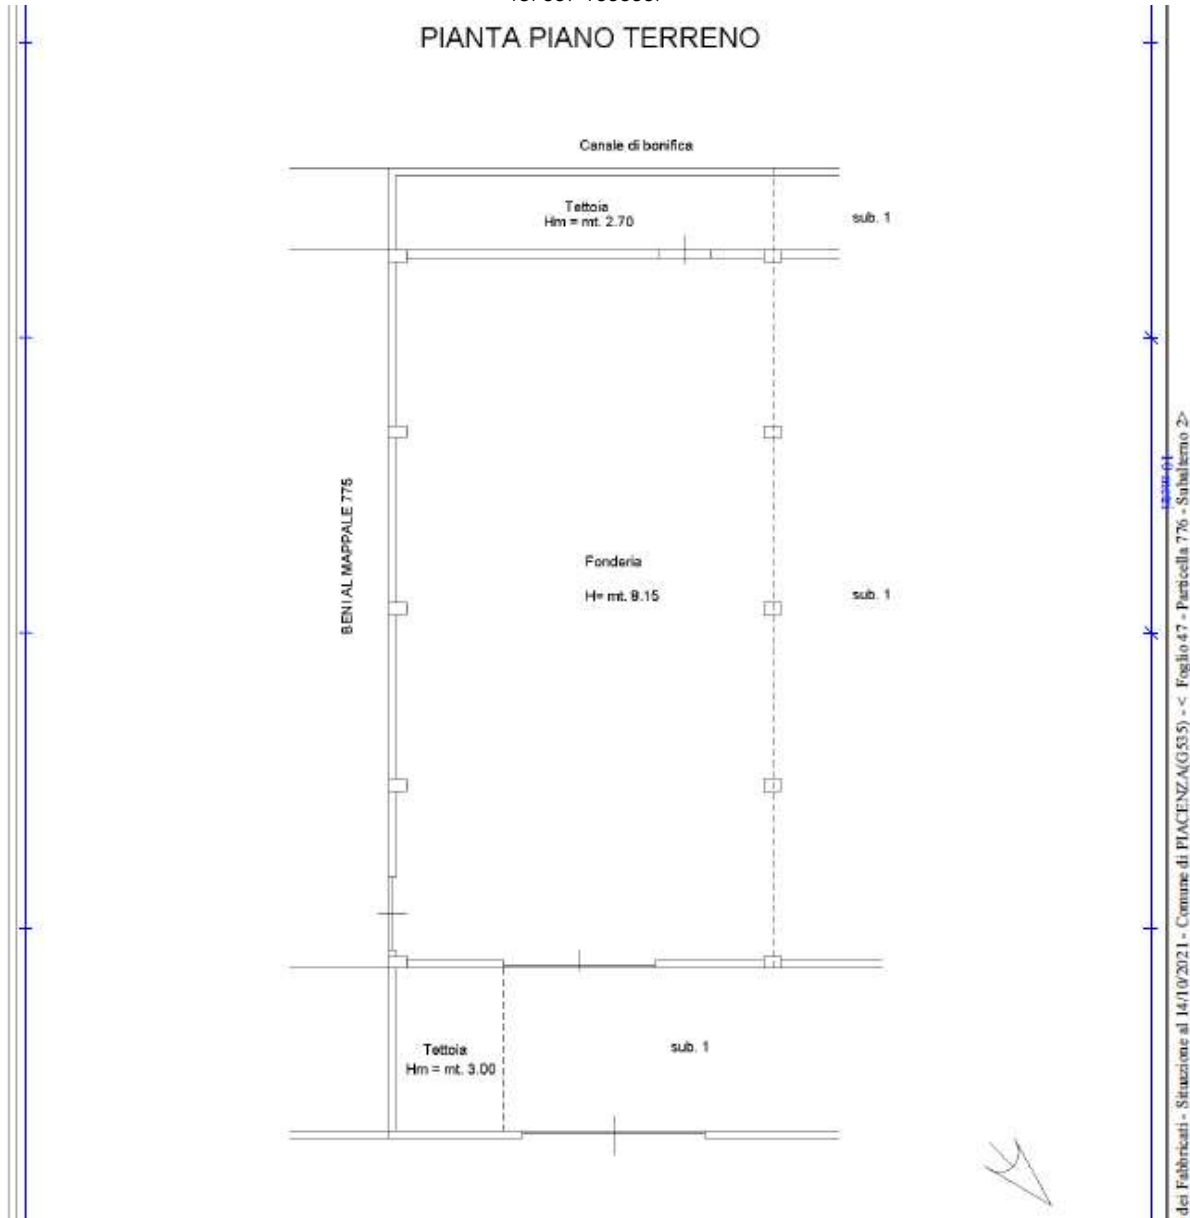 PIANTA PIANO TERRENO
Canale di bonifica
Tettoia
Hm = mt. 2.70
sub. 1
BENI AL MAPPALE 775
Fonderia
H= mt. 9.15
sub. 1
Tettoia
Hm = mt. 3.00
sub. 1
dei Fabbricati - Situazione al 14/10/2021 - Comune di PIACENZA(G535) - < Foglio 47 - Particella 776 - Subalterno 2>